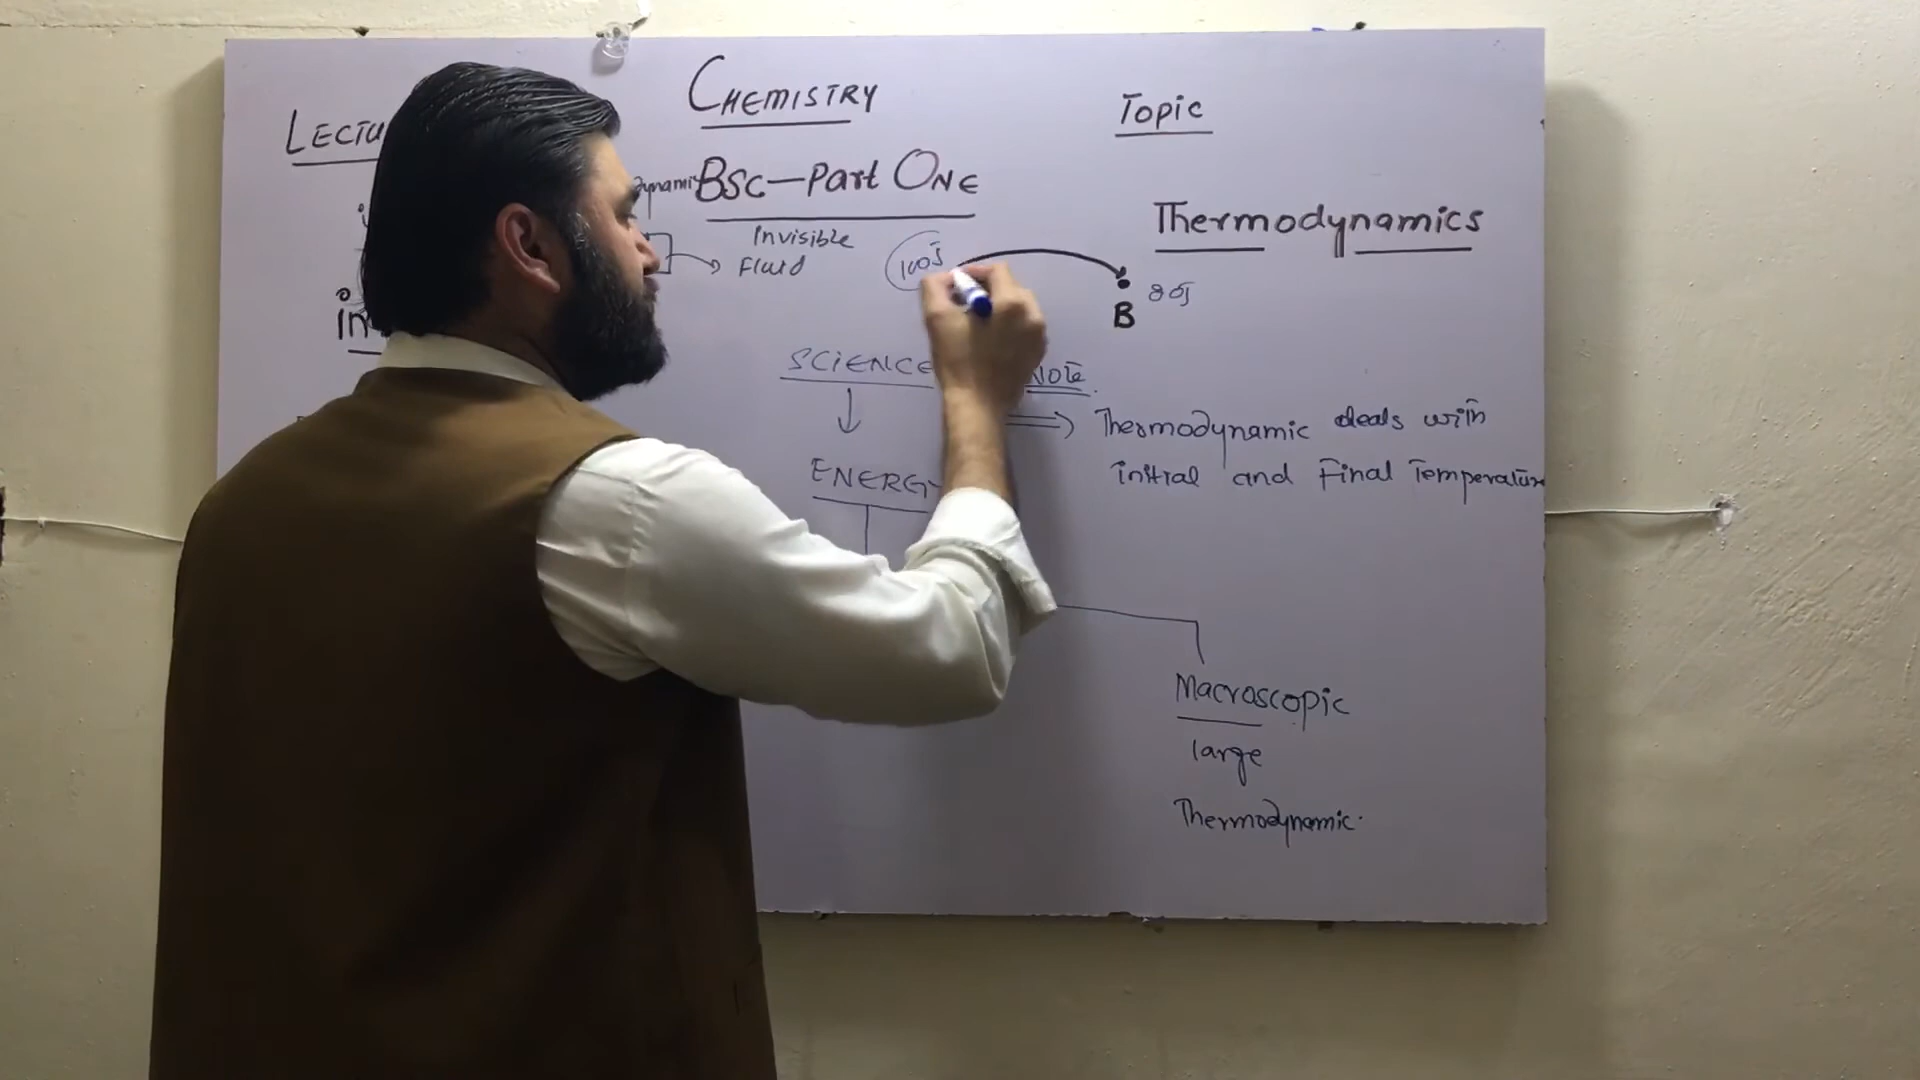 CHEMISTRY
Topic
BSC-Part ONE
Thermodynamics
Invisible
Fluid
100J
80J
B
SCIENCE
NOTE
Thermodynamic deals with
initial and Final Temperature
ENERGY
Macroscopic
large
Thermodynamic.